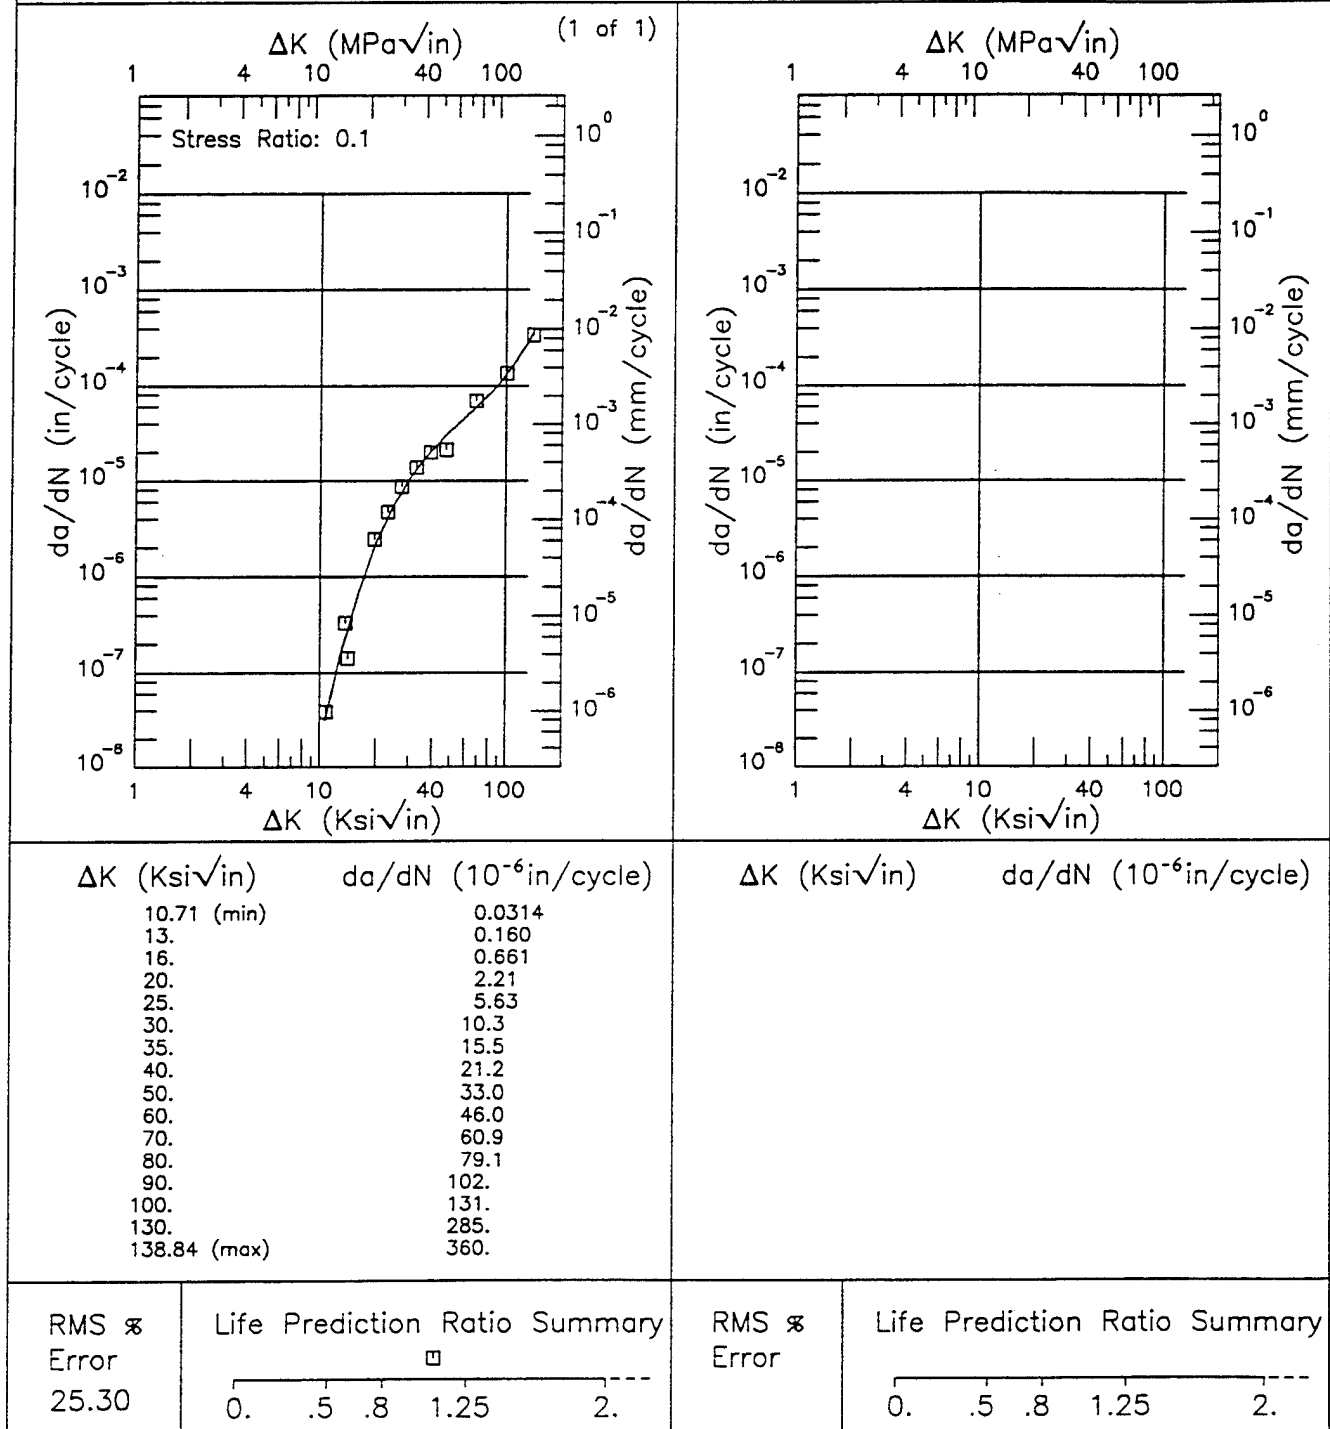 (1 of 1)
ΔK (MPa√in)
1 4 10 40 100
Stress Ratio: 0.1
da/dN (in/cycle)
10⁻²
10⁻³
10⁻⁴
10⁻⁵
10⁻⁶
10⁻⁷
10⁻⁸
10⁰
10⁻¹
10⁻²
10⁻³
10⁻⁴
10⁻⁵
10⁻⁶
da/dN (mm/cycle)
1 4 10 40 100
ΔK (Ksi√in)
ΔK (MPa√in)
1 4 10 40 100
da/dN (in/cycle)
10⁻²
10⁻³
10⁻⁴
10⁻⁵
10⁻⁶
10⁻⁷
10⁻⁸
10⁰
10⁻¹
10⁻²
10⁻³
10⁻⁴
10⁻⁵
10⁻⁶
da/dN (mm/cycle)
1 4 10 40 100
ΔK (Ksi√in)
ΔK (Ksi√in) da/dN (10⁻⁶in/cycle)
10.71 (min) 0.0314
13. 0.160
16. 0.661
20. 2.21
25. 5.63
30. 10.3
35. 15.5
40. 21.2
50. 33.0
60. 46.0
70. 60.9
80. 79.1
90. 102.
100. 131.
130. 285.
138.84 (max) 360.
ΔK (Ksi√in) da/dN (10⁻⁶in/cycle)
RMS %
Error
25.30
Life Prediction Ratio Summary
0. .5 .8 1.25 2.
RMS %
Error
Life Prediction Ratio Summary
0. .5 .8 1.25 2.